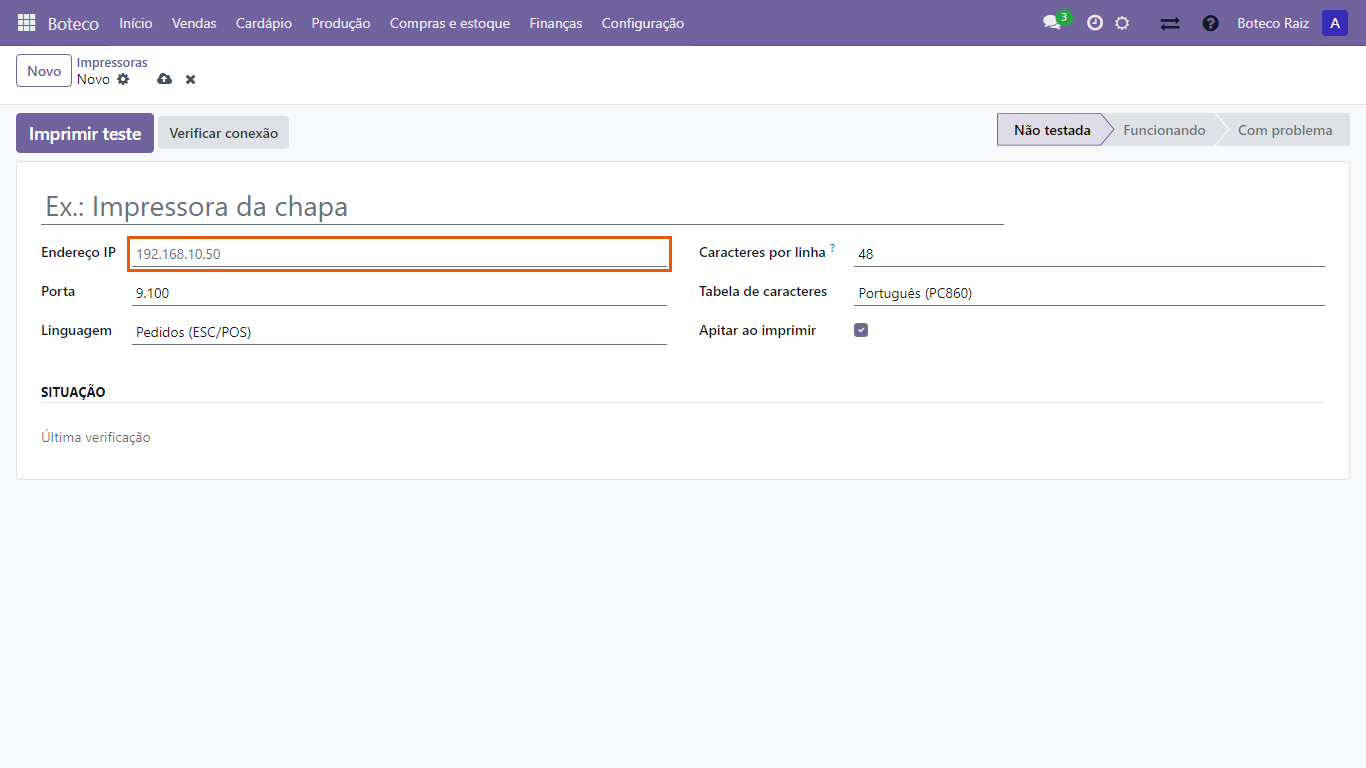 Boteco Início Vendas Cardápio Produção Compras e estoque Finanças Configuração 3 Boteco Raiz A
Novo Impressoras
Novo
Imprimir teste Verificar conexão Não testada Funcionando Com problema
Ex.: Impressora da chapa
Endereço IP 192.168.10.50 Caracteres por linha ? 48
Porta 9.100 Tabela de caracteres Português (PC860)
Linguagem Pedidos (ESC/POS) Apitar ao imprimir
SITUAÇÃO
Última verificação